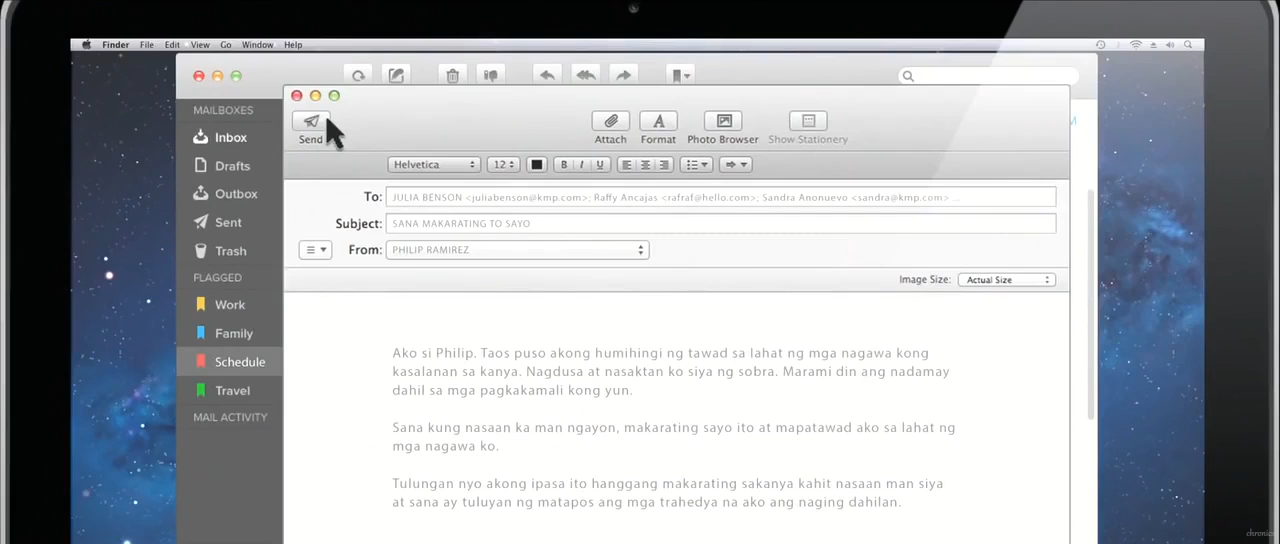 Finder File Edit View Go Window Help
MAILBOXES
Inbox
Drafts
Outbox
Sent
Trash
FLAGGED
Work
Family
Schedule
Travel
MAIL ACTIVITY
Send
Attach Format Photo Browser Show Stationery
Helvetica 12 B I U
To: JULIA BENSON <juliabenson@kmp.com>; Raffy Ancajas <rafraf@hello.com>; Sandra Anonuevo <sandra@kmp.com> ...
Subject: SANA MAKARATING TO SAYO
From: PHILIP RAMIREZ
Image Size: Actual Size
Ako si Philip. Taos puso akong humihingi ng tawad sa lahat ng mga nagawa kong
kasalanan sa kanya. Nagdusa at nasaktan ko siya ng sobra. Marami din ang nadamay
dahil sa mga pagkakamali kong yun.
Sana kung nasaan ka man ngayon, makarating sayo ito at mapatawad ako sa lahat ng
mga nagawa ko.
Tulungan nyo akong ipasa ito hanggang makarating sakanya kahit nasaan man siya
at sana ay tuluyan ng matapos ang mga trahedya na ako ang naging dahilan.